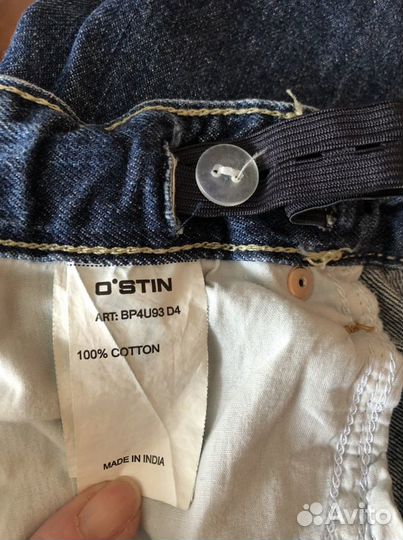 O'STIN
ART: BP4U93 D4
100% COTTON
MADE IN INDIA
Avito